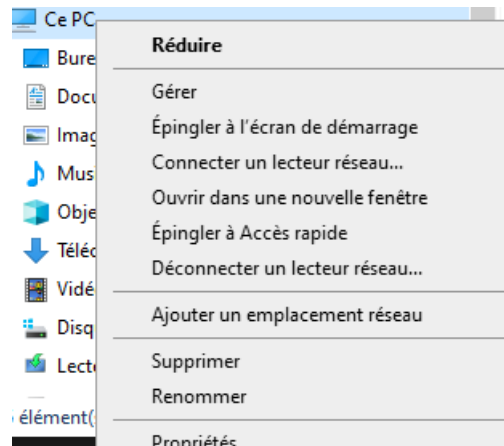 Ce PC
Réduire
Gérer
Épingler à l'écran de démarrage
Connecter un lecteur réseau...
Ouvrir dans une nouvelle fenêtre
Épingler à Accès rapide
Déconnecter un lecteur réseau...
Ajouter un emplacement réseau
Supprimer
Renommer
Propriétés
Bure
Docu
Imag
Mus
Obje
Téléc
Vidé
Disq
Lecte
élément(